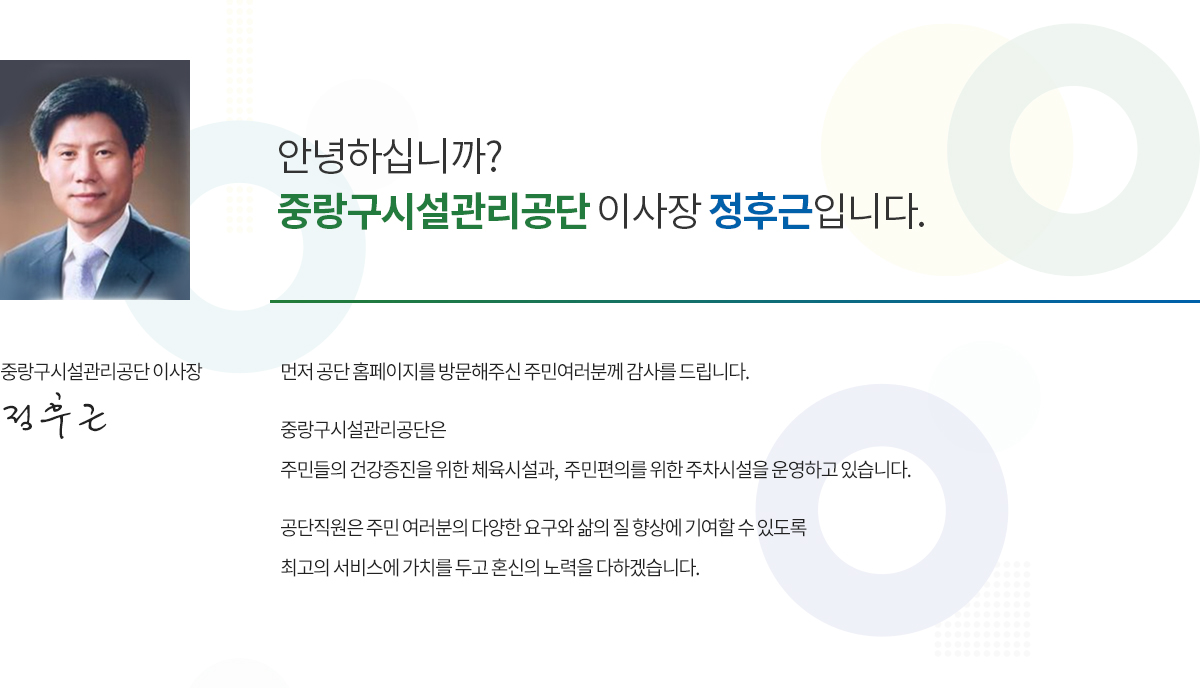 안녕하십니까?
중랑구시설관리공단 이사장 정후근입니다.
중랑구시설관리공단 이사장
정후근
먼저 공단 홈페이지를 방문해주신 주민여러분께 감사를 드립니다.
중랑구시설관리공단은
주민들의 건강증진을 위한 체육시설과, 주민편의를 위한 주차시설을 운영하고 있습니다.
공단직원은 주민 여러분의 다양한 요구와 삶의 질 향상에 기여할 수 있도록
최고의 서비스에 가치를 두고 혼신의 노력을 다하겠습니다.